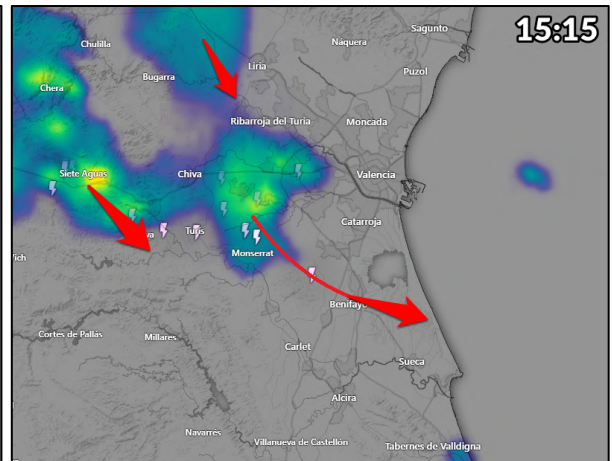 Sagunto
15:15
Chulilla
Náquera
Liria
Puzol
Bugarra
Chera
Ribarroja del Turia
Moncada
Siete Aguas
Chiva
Valencia
Catarroja
Turís
Monserrat
Benifayó
Cortes de Pallás
Millares
Carlet
Sueca
Alcira
Navarrés
Villanueva de Castellón
Tabernes de Valldigna